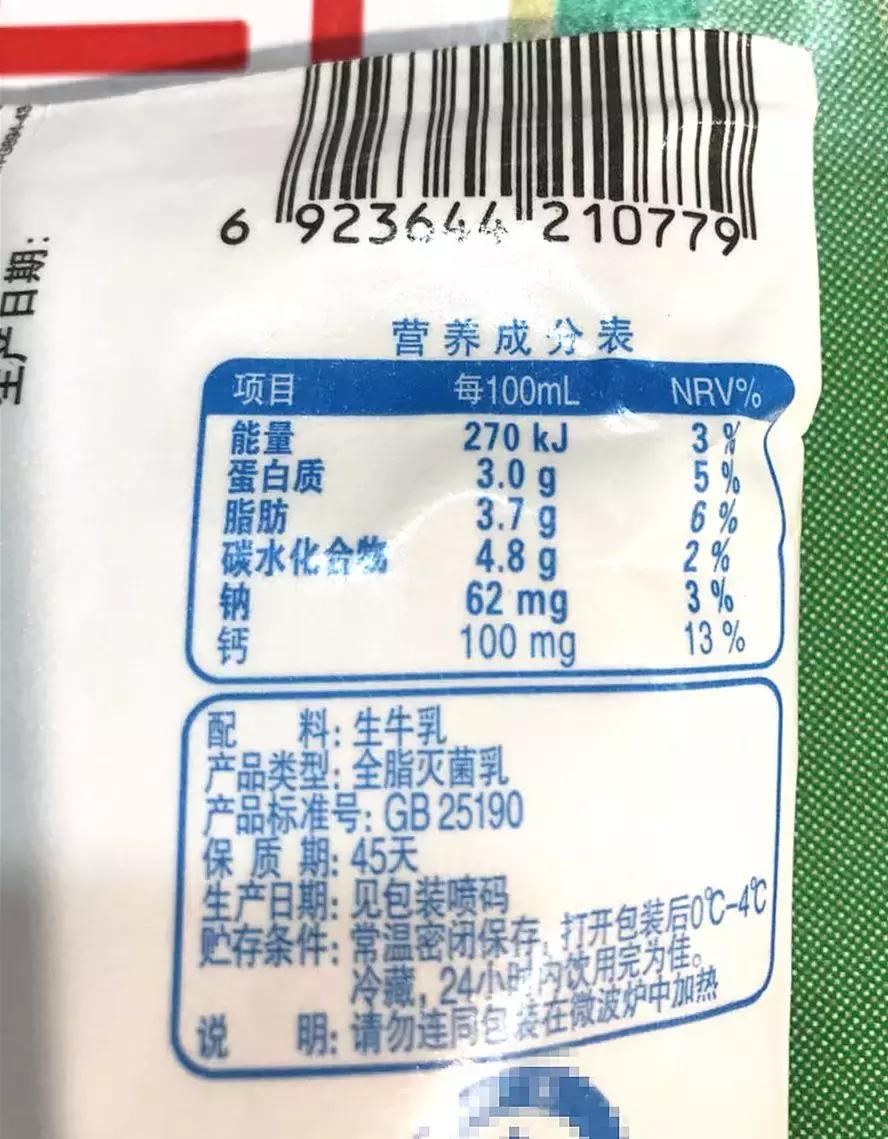 6 923644 210779
生产日期:
营养成分表
项目 每100mL NRV%
能量 270 kJ 3 %
蛋白质 3.0 g 5 %
脂肪 3.7 g 6 %
碳水化合物 4.8 g 2 %
钠 62 mg 3 %
钙 100 mg 13 %
配 料: 生牛乳
产品类型: 全脂灭菌乳
产品标准号: GB 25190
保 质 期: 45天
生产日期: 见包装喷码
贮存条件: 常温密闭保存, 打开包装后0℃-4℃
冷藏, 24小时内饮用完为佳。
说 明: 请勿连同包装在微波炉中加热